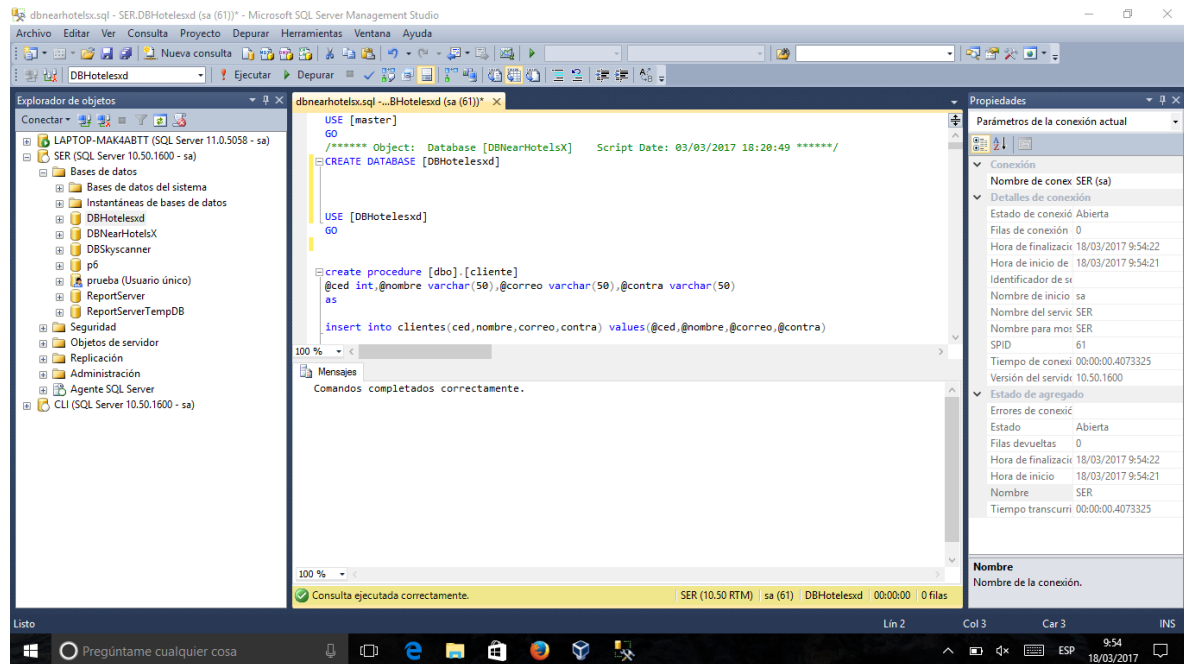 dbnearhotelsx.sql - SER.DBHotelesxd (sa (61))* - Microsoft SQL Server Management Studio
Archivo Editar Ver Consulta Proyecto Depurar Herramientas Ventana Ayuda
Nueva consulta
DBHotelesxd
Ejecutar
Depurar
Explorador de objetos
Conectar
LAPTOP-MAK4ABTT (SQL Server 11.0.5058 - sa)
SER (SQL Server 10.50.1600 - sa)
Bases de datos
Bases de datos del sistema
Instantáneas de bases de datos
DBHotelesxd
DBNearHotelsX
DBSkyscanner
p6
prueba (Usuario único)
ReportServer
ReportServerTempDB
Seguridad
Objetos de servidor
Replicación
Administración
Agente SQL Server
CLI (SQL Server 10.50.1600 - sa)
dbnearhotelsx.sql -...BHotelesxd (sa (61))*
USE [master]
GO
/****** Object: Database [DBNearHotelsX] Script Date: 03/03/2017 18:20:49 ******/
CREATE DATABASE [DBHotelesxd]
USE [DBHotelesxd]
GO
create procedure [dbo].[cliente]
@ced int,@nombre varchar(50),@correo varchar(50),@contra varchar(50)
as
insert into clientes(ced,nombre,correo,contra) values(@ced,@nombre,@correo,@contra)
100 %
Mensajes
Comandos completados correctamente.
100 %
Consulta ejecutada correctamente.
SER (10.50 RTM) sa (61) DBHotelesxd 00:00:00 0 filas
Propiedades
Parámetros de la conexión actual
Conexión
Nombre de conex SER (sa)
Detalles de conexión
Estado de conexió Abierta
Filas de conexión 0
Hora de finalizacic 18/03/2017 9:54:22
Hora de inicio de 18/03/2017 9:54:21
Identificador de se
Nombre de inicio sa
Nombre del servic SER
Nombre para mos SER
SPID 61
Tiempo de conexi 00:00:00.4073325
Versión del servidc 10.50.1600
Estado de agregado
Errores de conexió
Estado Abierta
Filas devueltas 0
Hora de finalizacic 18/03/2017 9:54:22
Hora de inicio 18/03/2017 9:54:21
Nombre SER
Tiempo transcurri 00:00:00.4073325
Nombre
Nombre de la conexión.
Listo
Lín 2 Col 3 Car 3 INS
Pregúntame cualquier cosa
ESP
9:54
18/03/2017